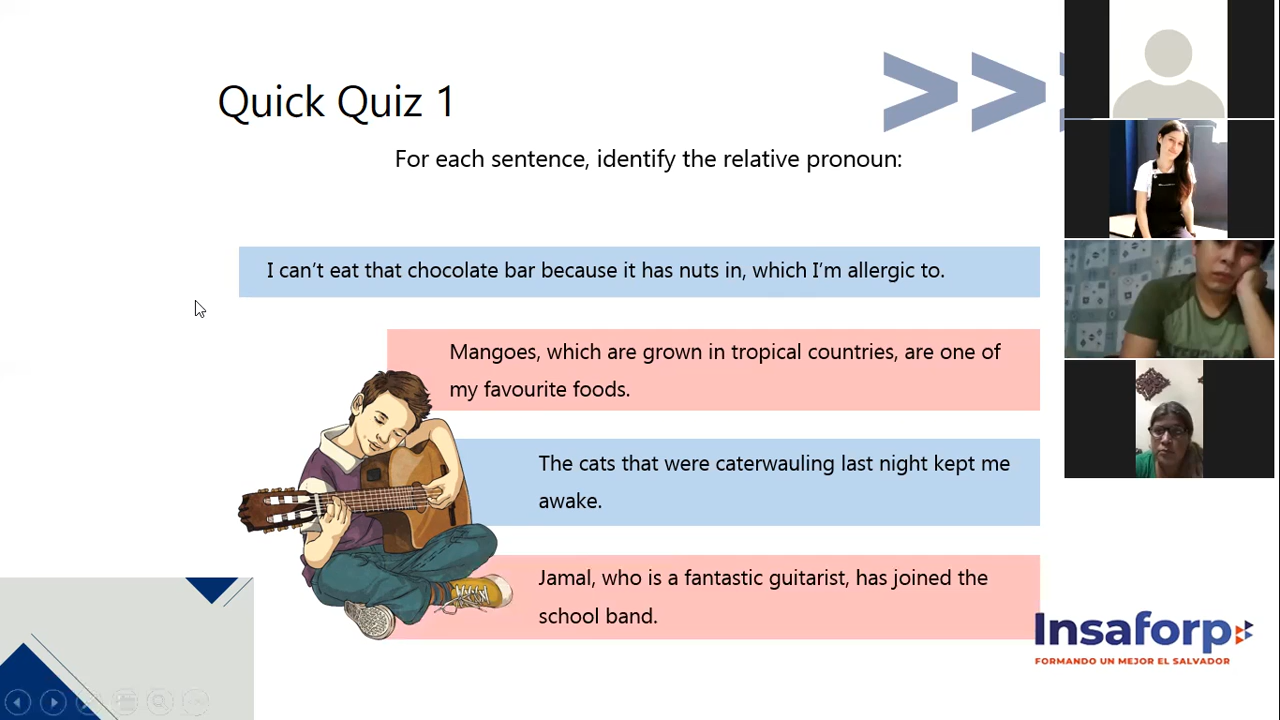 Quick Quiz 1
For each sentence, identify the relative pronoun:
I can't eat that chocolate bar because it has nuts in, which I'm allergic to.
Mangoes, which are grown in tropical countries, are one of
my favourite foods.
The cats that were caterwauling last night kept me
awake.
Jamal, who is a fantastic guitarist, has joined the
school band.
Insaforp
FORMANDO UN MEJOR EL SALVADOR